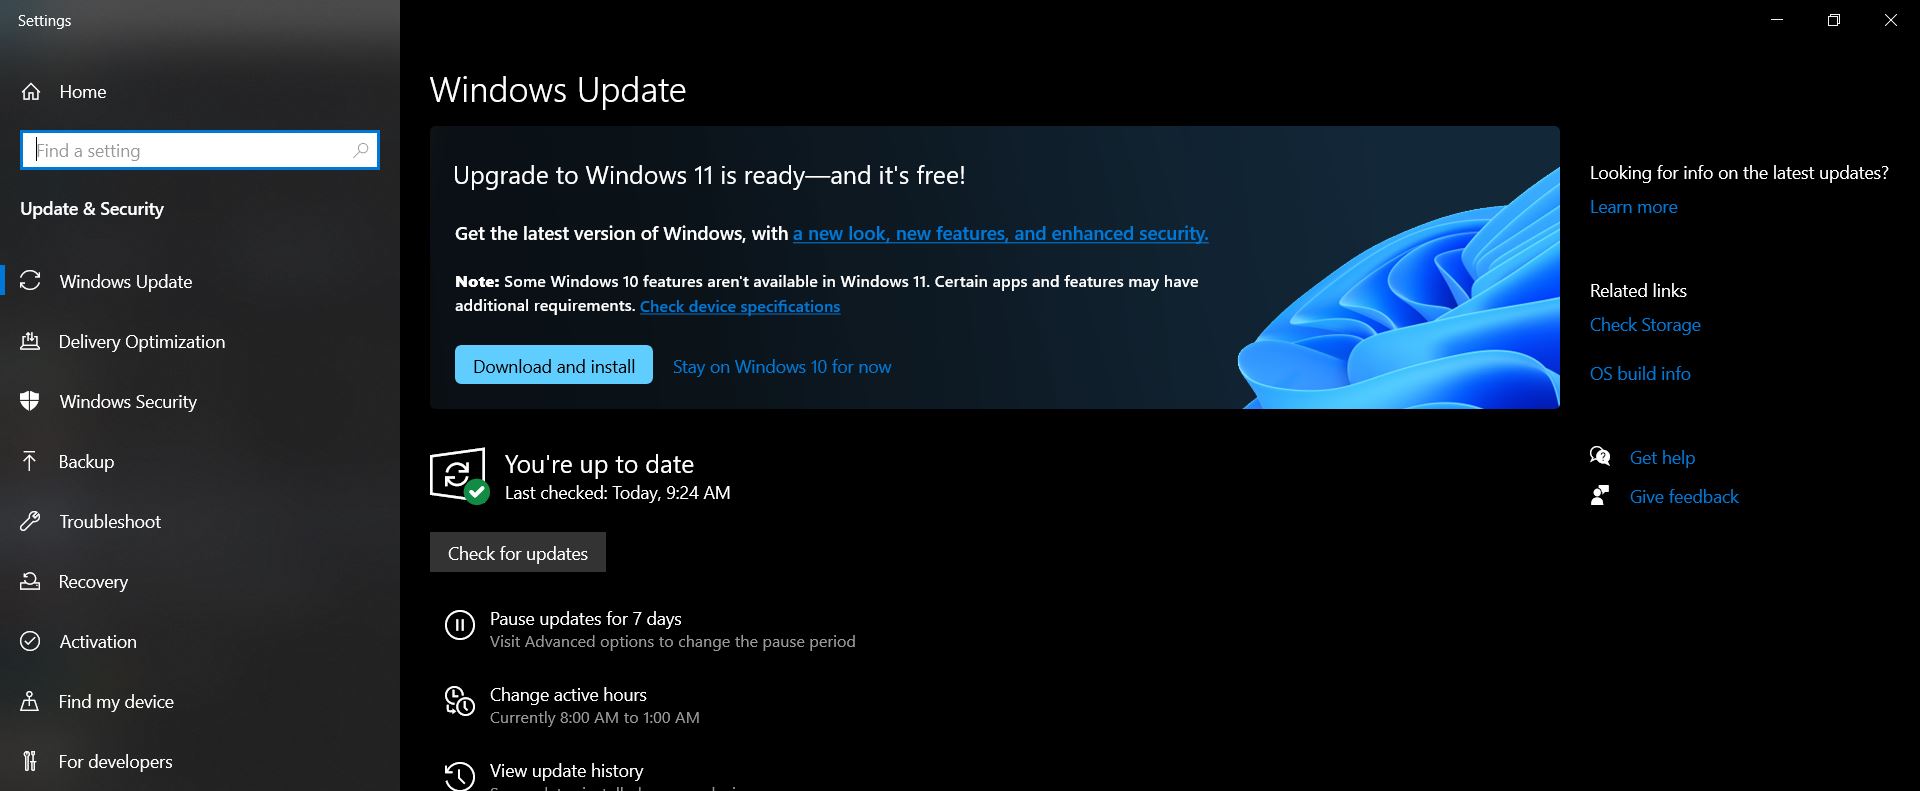 Settings
Home
Find a setting
Update & Security
Windows Update
Delivery Optimization
Windows Security
Backup
Troubleshoot
Recovery
Activation
Find my device
For developers
Windows Update
Upgrade to Windows 11 is ready—and it's free!
Get the latest version of Windows, with a new look, new features, and enhanced security.
Note: Some Windows 10 features aren't available in Windows 11. Certain apps and features may have
additional requirements. Check device specifications
Download and install Stay on Windows 10 for now
You're up to date
Last checked: Today, 9:24 AM
Check for updates
Pause updates for 7 days
Visit Advanced options to change the pause period
Change active hours
Currently 8:00 AM to 1:00 AM
View update history
Looking for info on the latest updates?
Learn more
Related links
Check Storage
OS build info
Get help
Give feedback